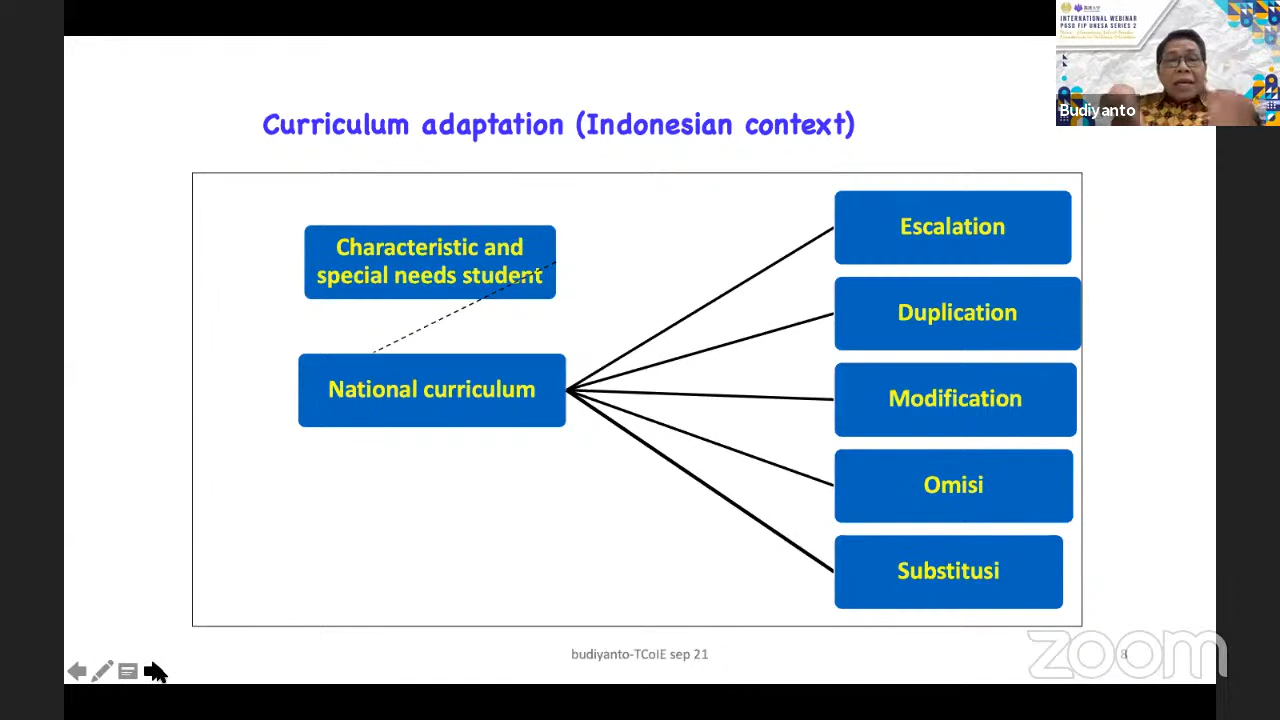 INTERNATIONAL WEBINAR
PGSD FIP UNESA SERIES 2
Budiyanto
Curriculum adaptation (Indonesian context)
Characteristic and
special needs student
National curriculum
Escalation
Duplication
Modification
Omisi
Substitusi
budiyanto-TCoIE sep 21
8
zoom